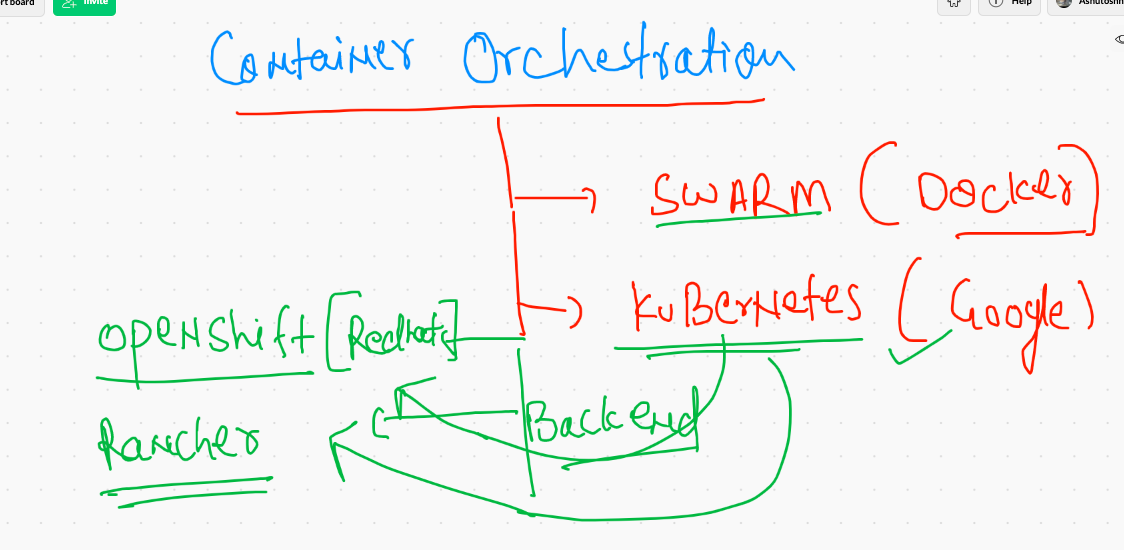 rt board Invite Help Ashutosh
Container Orchestration
SWARM (Docker)
KuBerNetes (Google)
OpenShift [Redhat]
Backend
Rancher